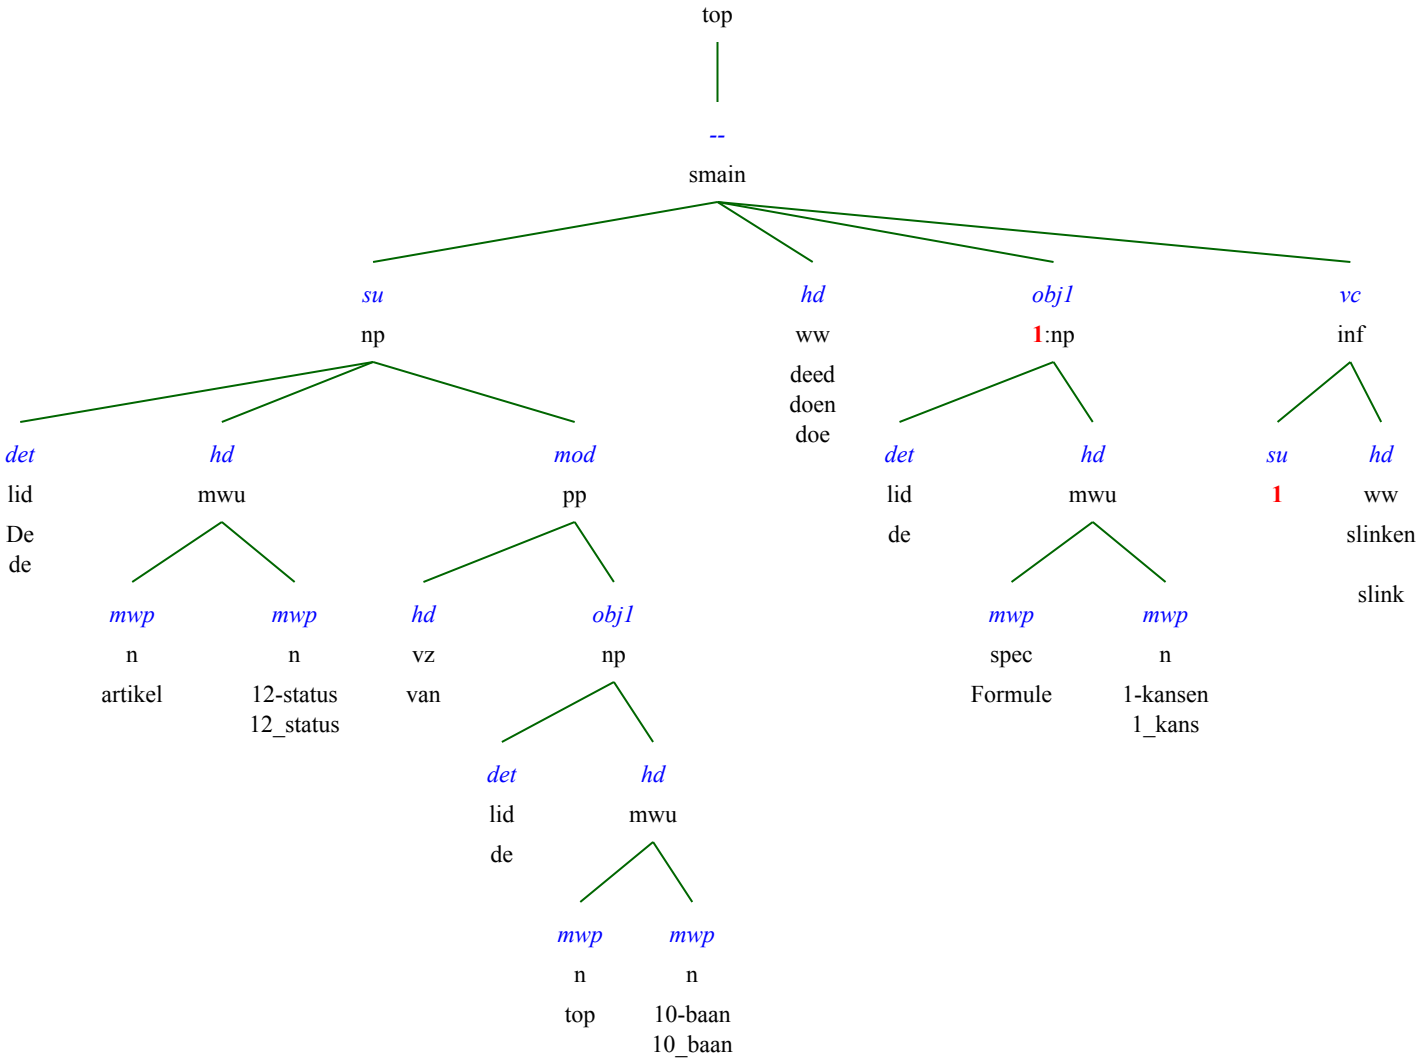 top
--
smain
su hd obj1 vc
np ww 1:np inf
deed
doen
doe
det hd mod det hd su hd
lid mwu pp lid mwu 1 ww
De de slinken
de
slink
mwp mwp hd obj1 mwp mwp
n n vz np spec n
artikel 12-status van Formule 1-kansen
12_status 1_kans
det hd
lid mwu
de
mwp mwp
n n
top 10-baan
10_baan